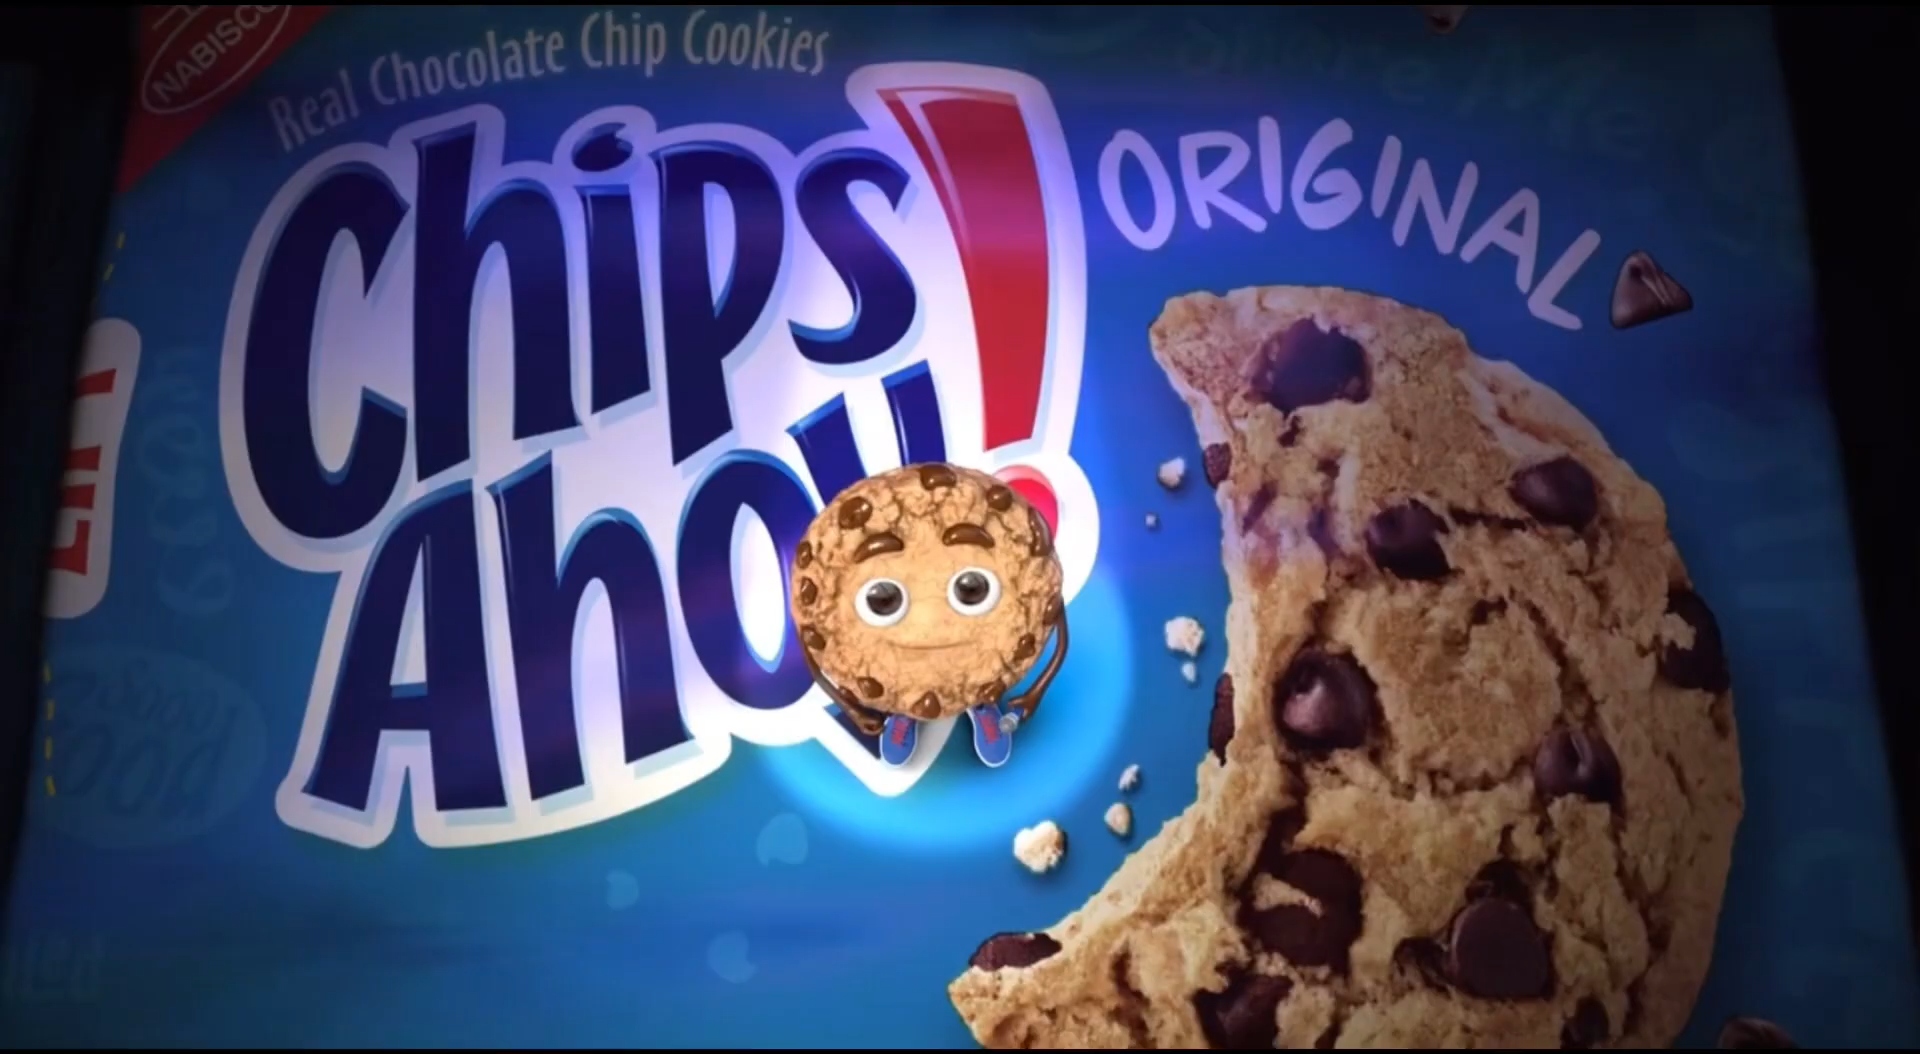 NABISCO
Real Chocolate Chip Cookies
Chips
Ahoy!
ORIGINAL